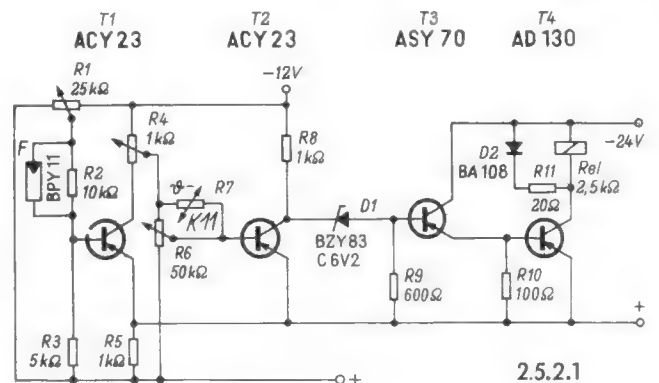 T1 T2 T3 T4
ACY 23 ACY 23 ASY 70 AD 130
−12V
R1
25kΩ
R4
1kΩ
R8
1kΩ
−24V
F
BPY 11
R2
10kΩ
ϑ-
R7
K11
D2
BA 108
R11
20Ω
Rel
2,5kΩ
D1
BZY 83
C 6V2
R6
50kΩ
R9
600Ω
R10
100Ω
R3
5kΩ
R5
1kΩ
+
+
2.5.2.1